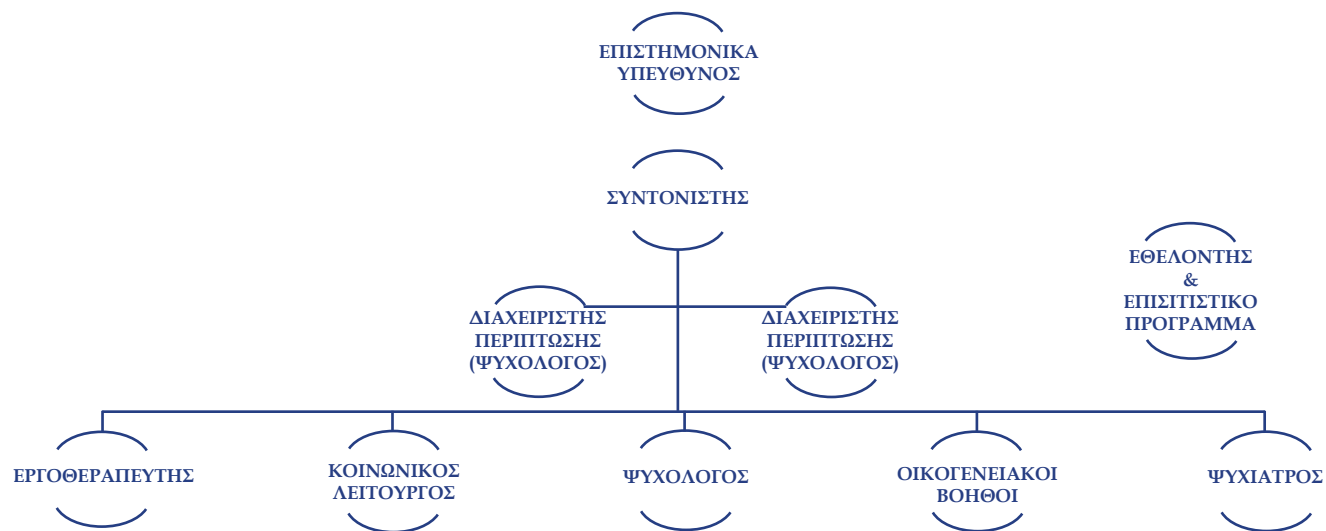 ΕΠΙΣΤΗΜΟΝΙΚΑ
ΥΠΕΥΘΥΝΟΣ
ΣΥΝΤΟΝΙΣΤΗΣ
ΕΘΕΛΟΝΤΗΣ
&
ΕΠΙΣΙΤΙΣΤΙΚΟ
ΠΡΟΓΡΑΜΜΑ
ΔΙΑΧΕΙΡΙΣΤΗΣ
ΠΕΡΙΠΤΩΣΗΣ
(ΨΥΧΟΛΟΓΟΣ)
ΔΙΑΧΕΙΡΙΣΤΗΣ
ΠΕΡΙΠΤΩΣΗΣ
(ΨΥΧΟΛΟΓΟΣ)
ΕΡΓΟΘΕΡΑΠΕΥΤΗΣ
ΚΟΙΝΩΝΙΚΟΣ
ΛΕΙΤΟΥΡΓΟΣ
ΨΥΧΟΛΟΓΟΣ
ΟΙΚΟΓΕΝΕΙΑΚΟΙ
ΒΟΗΘΟΙ
ΨΥΧΙΑΤΡΟΣ